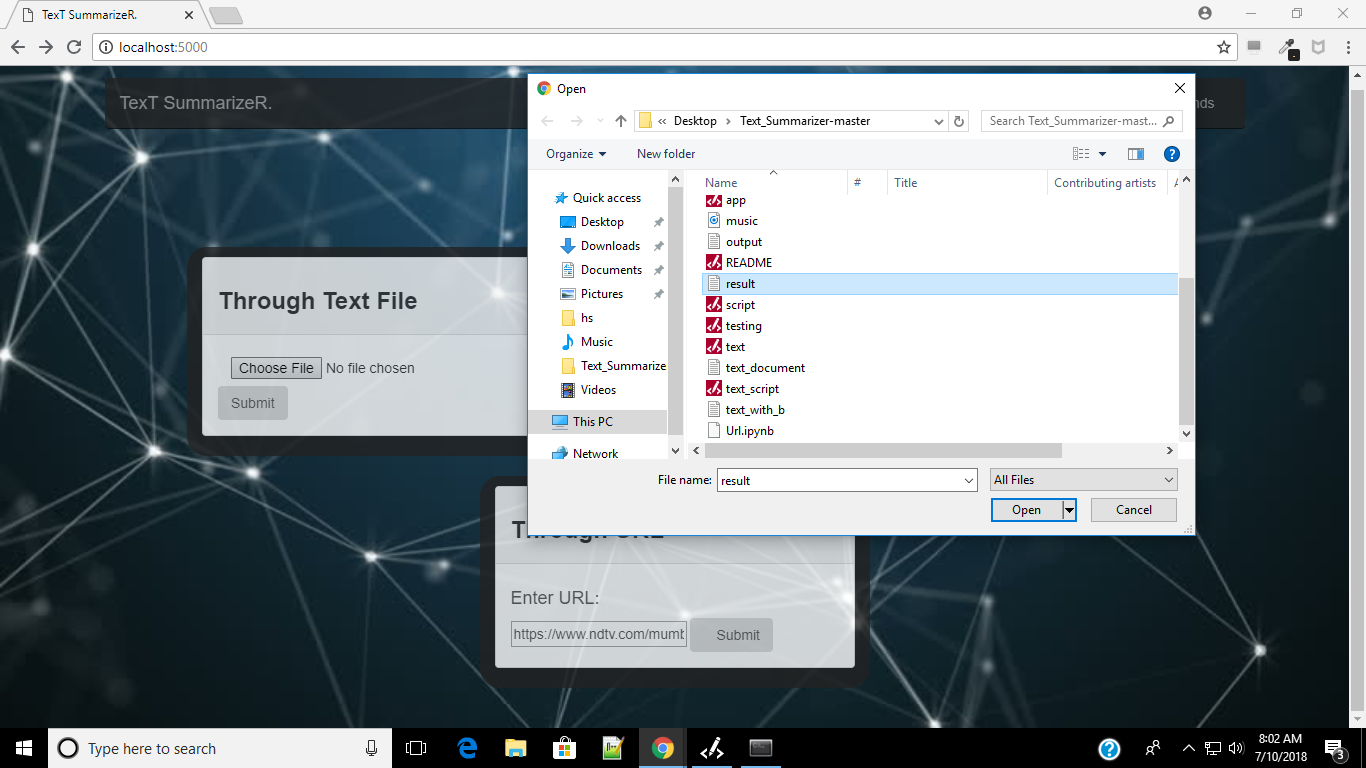 TexT SummarizeR.
localhost:5000
TexT SummarizeR.
nds
Open
« Desktop › Text_Summarizer-master
Search Text_Summarizer-mast...
Organize
New folder
Name
#
Title
Contributing artists
Quick access
Desktop
Downloads
Documents
Pictures
hs
Music
Text_Summarize
Videos
This PC
Network
app
music
output
README
result
script
testing
text
text_document
text_script
text_with_b
Url.ipynb
File name:
result
All Files
Open
Cancel
Through Text File
Choose File No file chosen
Submit
Through URL
Enter URL:
https://www.ndtv.com/mumb
Submit
Type here to search
8:02 AM
7/10/2018
3